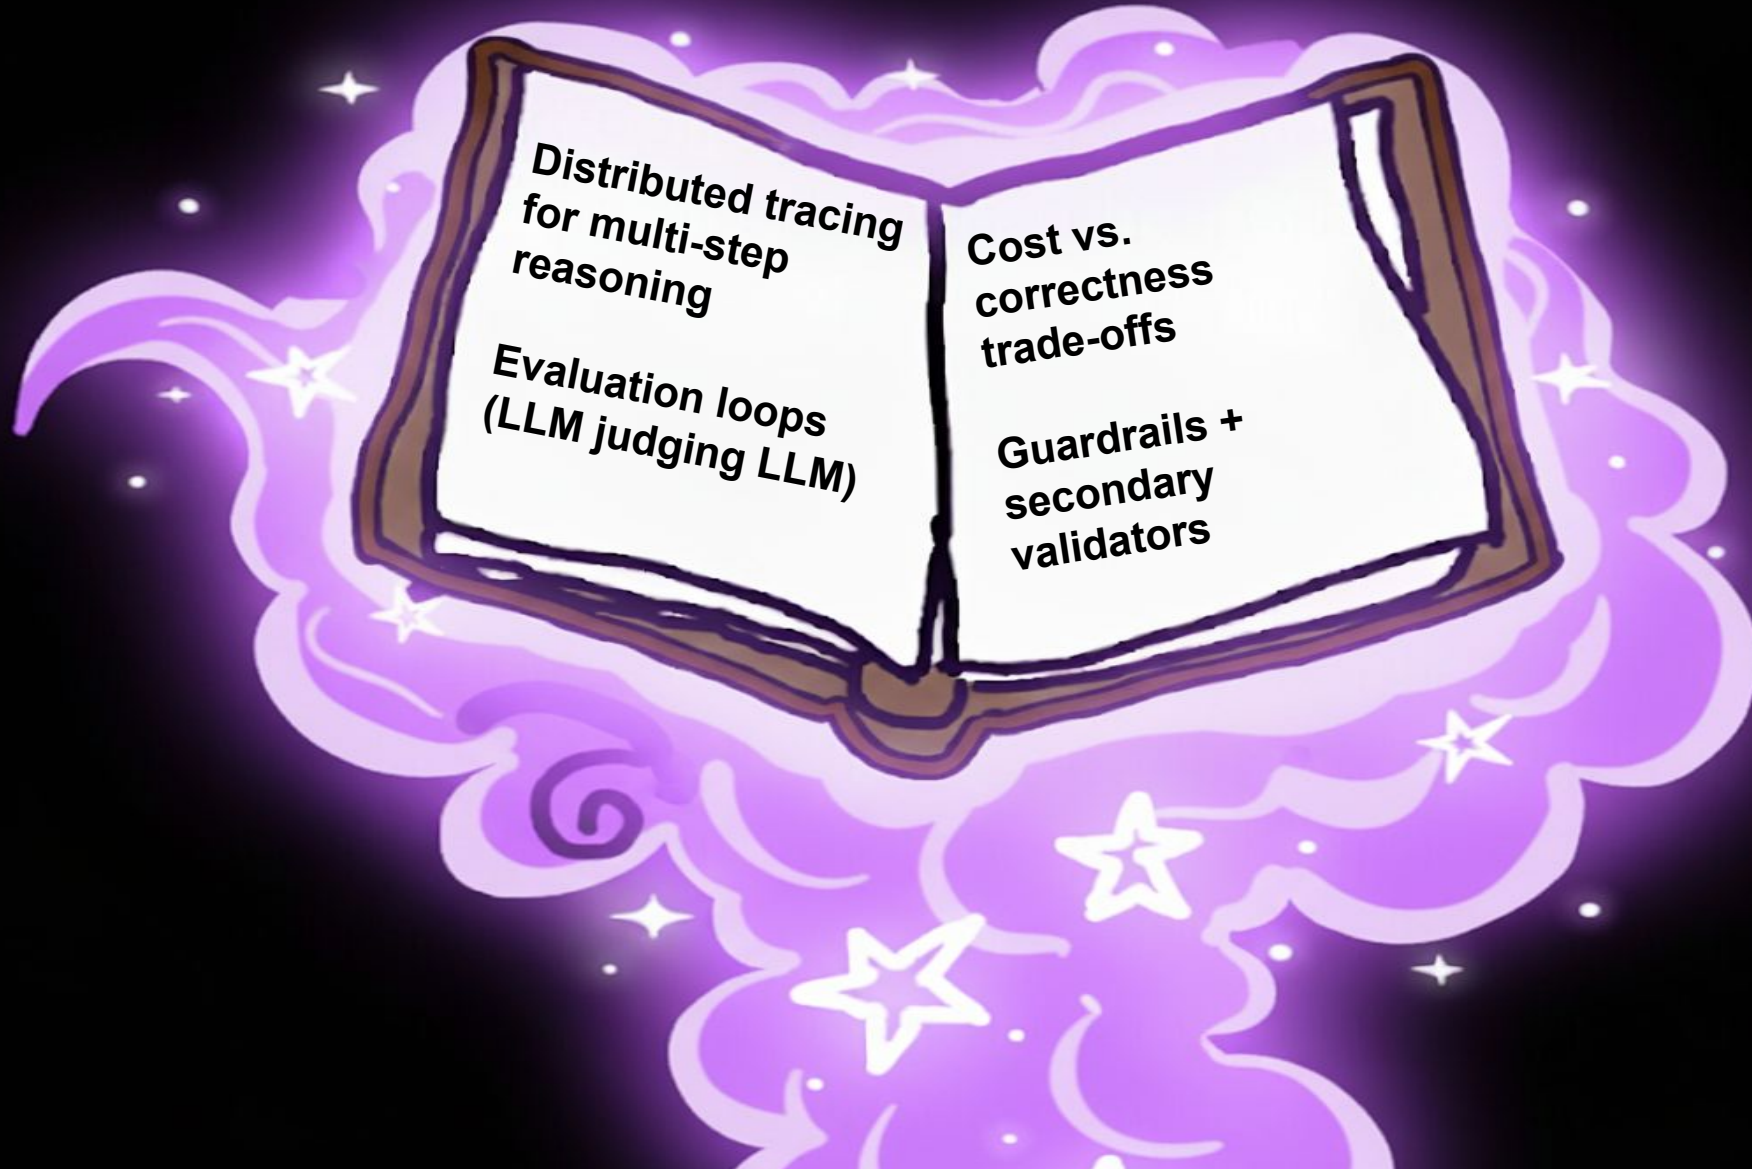 Distributed tracing
for multi-step
reasoning
Evaluation loops
(LLM judging LLM)
Cost vs.
correctness
trade-offs
Guardrails +
secondary
validators